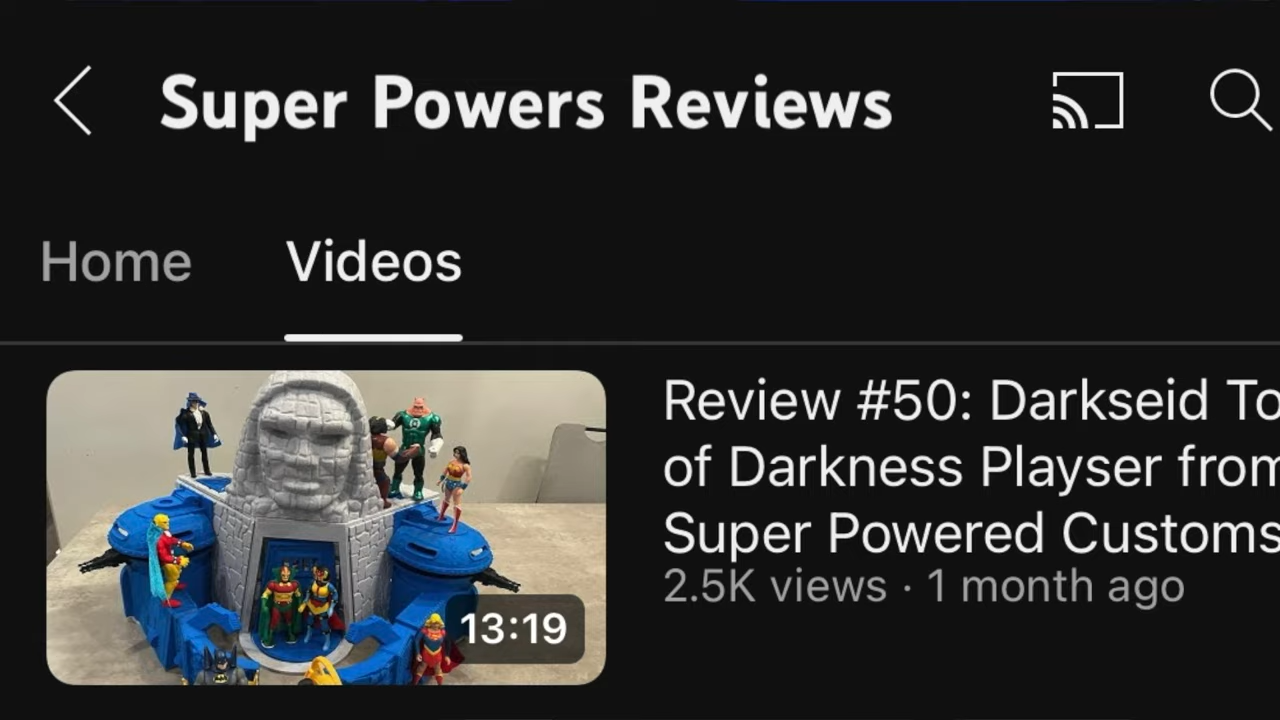 Super Powers Reviews
Home Videos
Review #50: Darkseid To
of Darkness Playser from
Super Powered Customs
2.5K views · 1 month ago
13:19